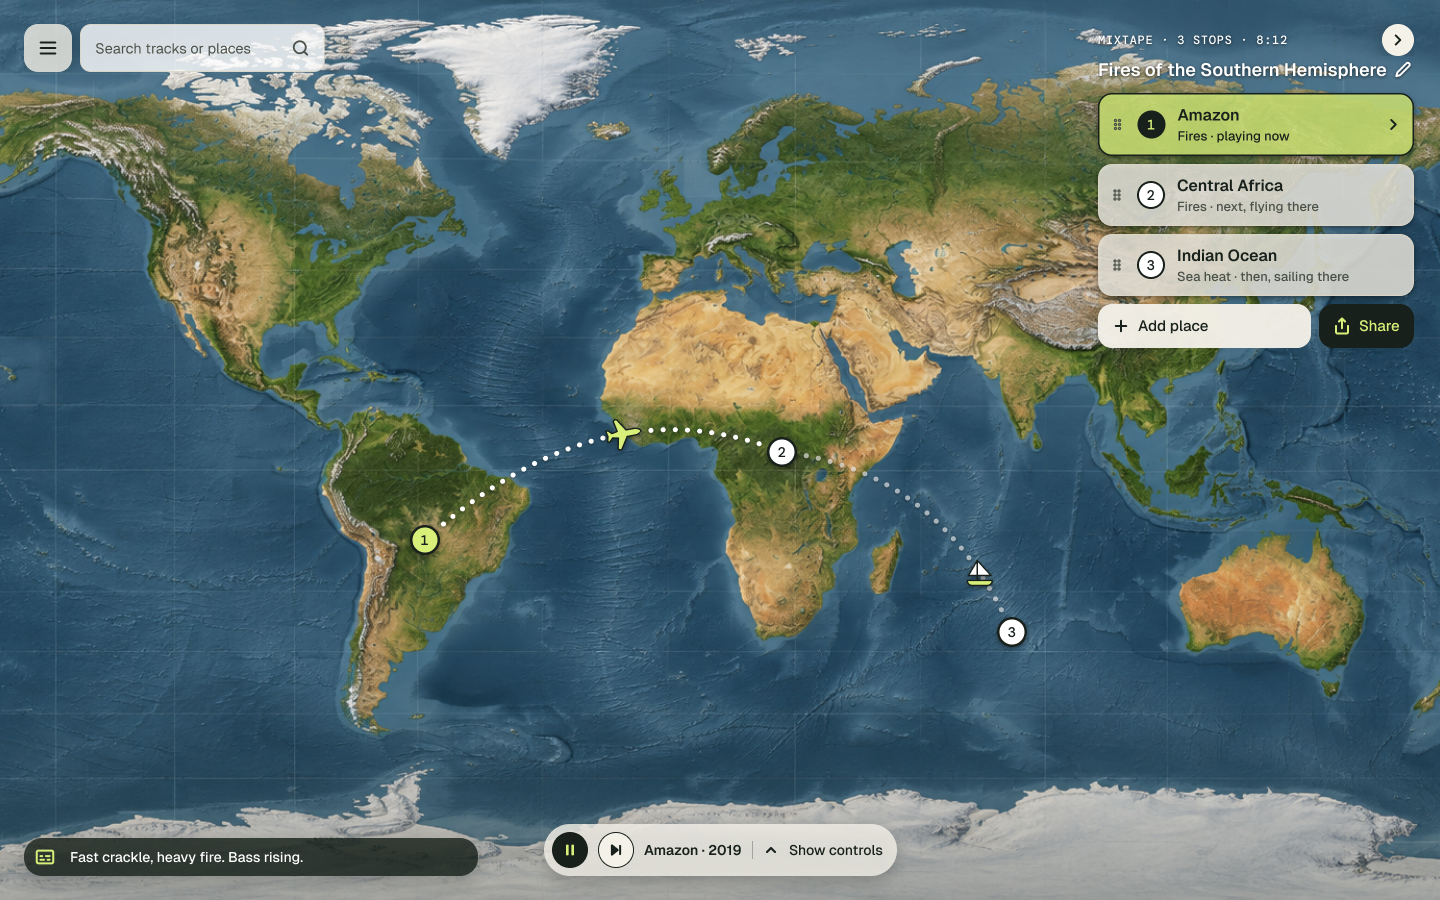 Search tracks or places
MIXTAPE · 3 STOPS · 8:12
Fires of the Southern Hemisphere
1
Amazon
Fires · playing now
2
Central Africa
Fires · next, flying there
3
Indian Ocean
Sea heat · then, sailing there
Add place
Share
2
1
3
Fast crackle, heavy fire. Bass rising.
Amazon · 2019
Show controls